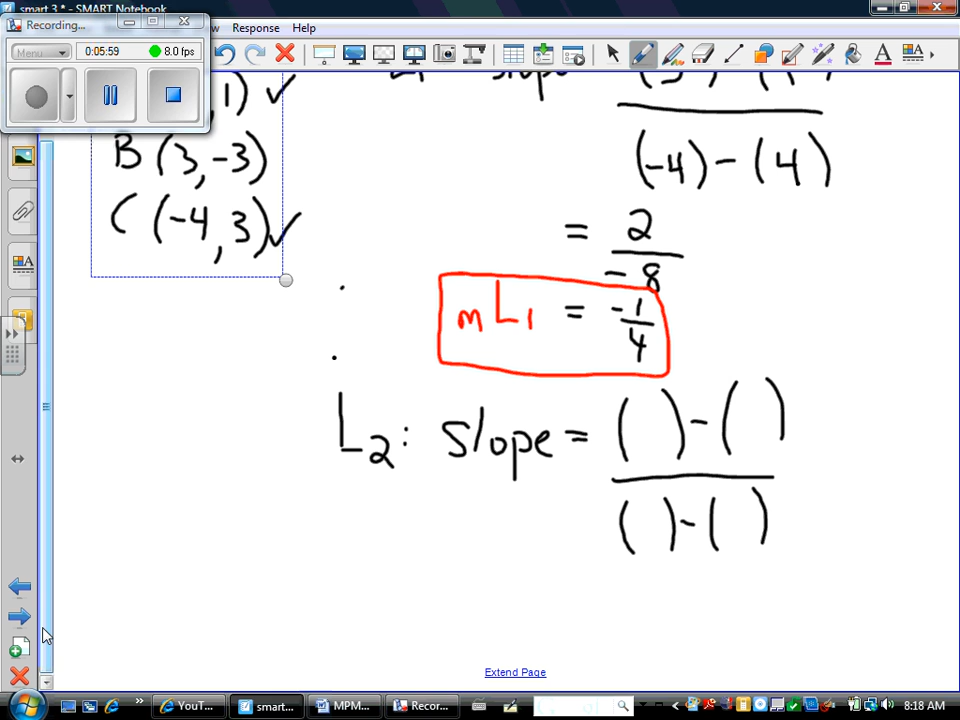 smart 3 * - SMART Notebook
Recording...
Response Help
Menu
0:05:59
8.0 fps
, 1) ✓
slope
B (3, -3)
(-4) - (4)
C (-4, 3) ✓
= 2
- 8
m L1 = -1/4
L2: Slope = ( ) - ( )
( ) - ( )
Extend Page
YouT... smart... MPM... Recor... 8:18 AM